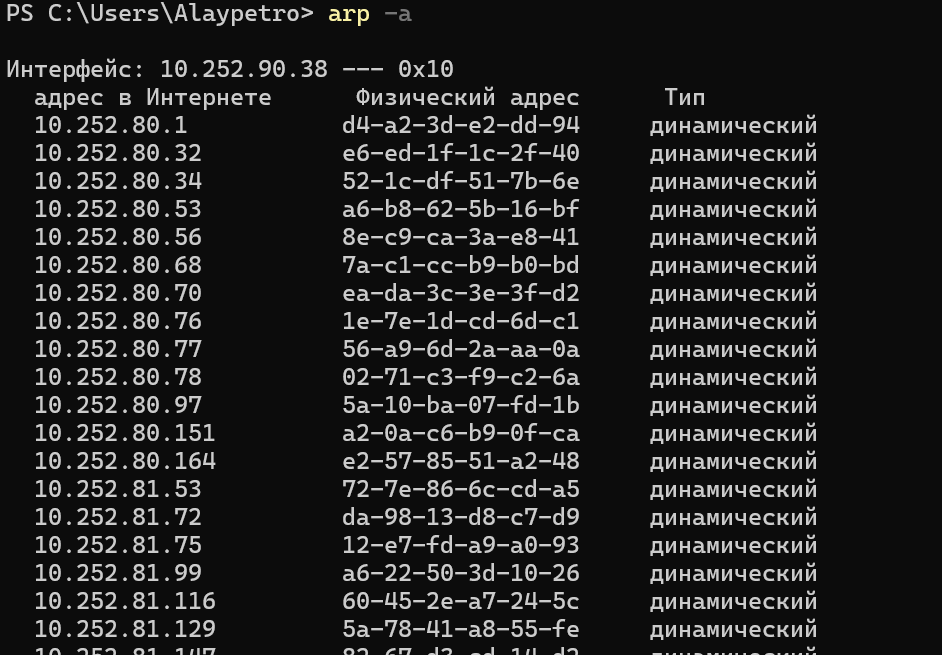 PS C:\Users\Alaypetro> arp -a
Интерфейс: 10.252.90.38 --- 0x10
адрес в Интернете Физический адрес Тип
10.252.80.1 d4-a2-3d-e2-dd-94 динамический
10.252.80.32 e6-ed-1f-1c-2f-40 динамический
10.252.80.34 52-1c-df-51-7b-6e динамический
10.252.80.53 a6-b8-62-5b-16-bf динамический
10.252.80.56 8e-c9-ca-3a-e8-41 динамический
10.252.80.68 7a-c1-cc-b9-b0-bd динамический
10.252.80.70 ea-da-3c-3e-3f-d2 динамический
10.252.80.76 1e-7e-1d-cd-6d-c1 динамический
10.252.80.77 56-a9-6d-2a-aa-0a динамический
10.252.80.78 02-71-c3-f9-c2-6a динамический
10.252.80.97 5a-10-ba-07-fd-1b динамический
10.252.80.151 a2-0a-c6-b9-0f-ca динамический
10.252.80.164 e2-57-85-51-a2-48 динамический
10.252.81.53 72-7e-86-6c-cd-a5 динамический
10.252.81.72 da-98-13-d8-c7-d9 динамический
10.252.81.75 12-e7-fd-a9-a0-93 динамический
10.252.81.99 a6-22-50-3d-10-26 динамический
10.252.81.116 60-45-2e-a7-24-5c динамический
10.252.81.129 5a-78-41-a8-55-fe динамический